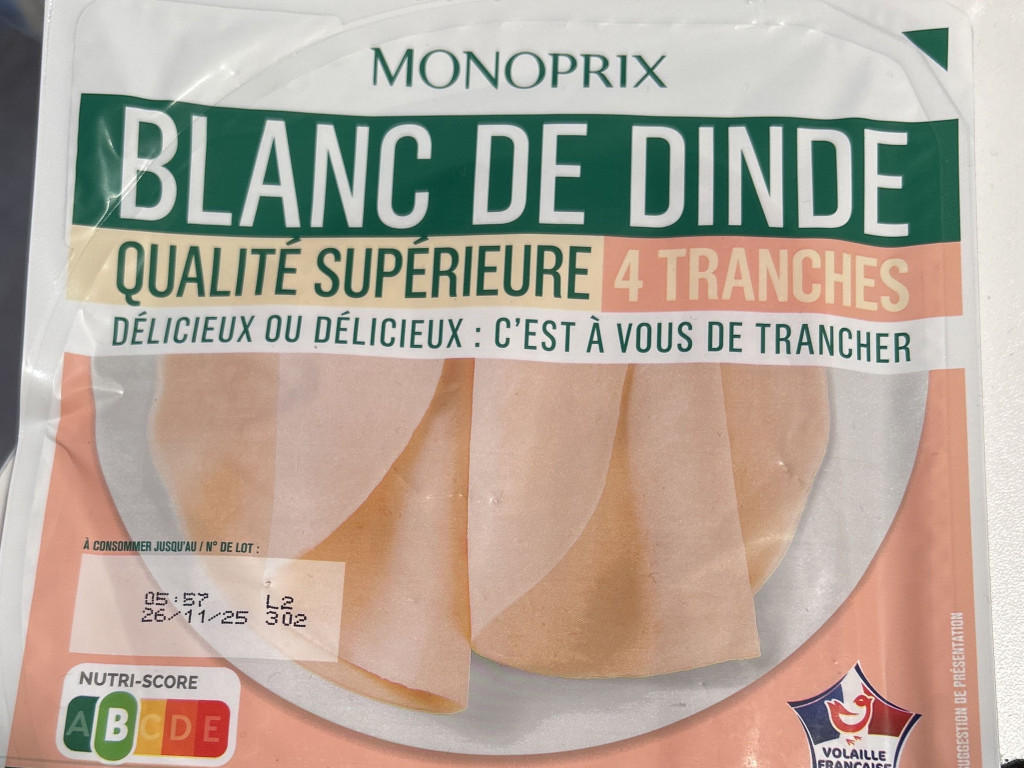 MONOPRIX
BLANC DE DINDE
QUALITÉ SUPÉRIEURE 4 TRANCHES
DÉLICIEUX OU DÉLICIEUX : C'EST À VOUS DE TRANCHER
À CONSOMMER JUSQU'AU / N° DE LOT :
05:57 L2
26/11/25 302
NUTRI-SCORE
A B C D E
VOLAILLE
FRANÇAISE
SUGGESTION DE PRÉSENTATION